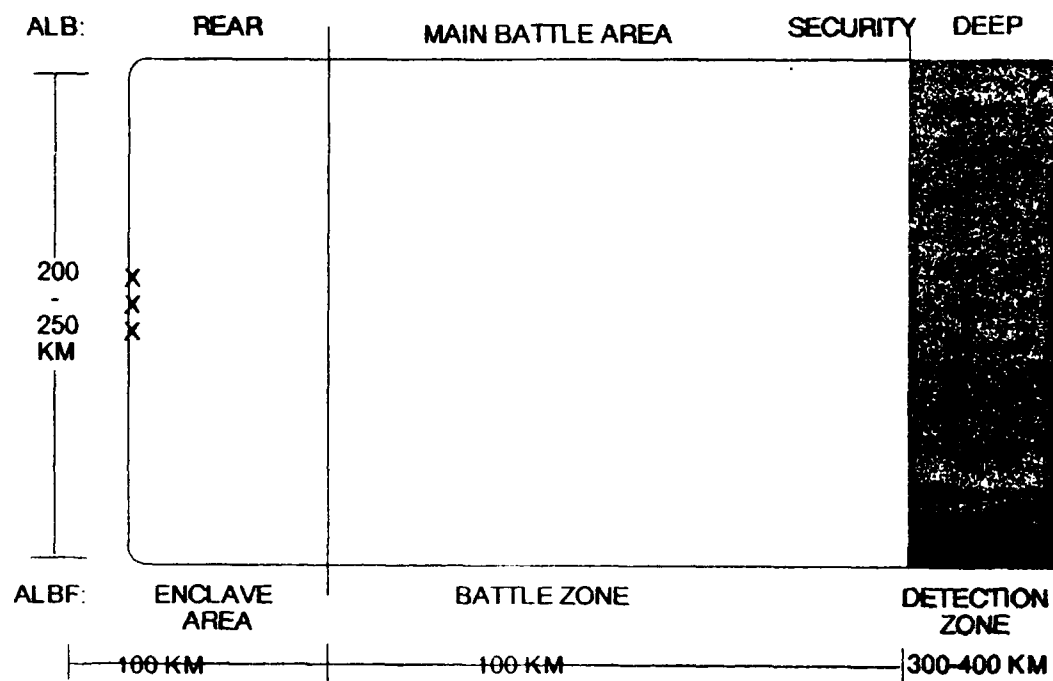 ALB: REAR MAIN BATTLE AREA SECURITY DEEP
200
-
250
KM
X
X
X
ALBF: ENCLAVE AREA BATTLE ZONE DETECTION ZONE
100 KM 100 KM 300-400 KM